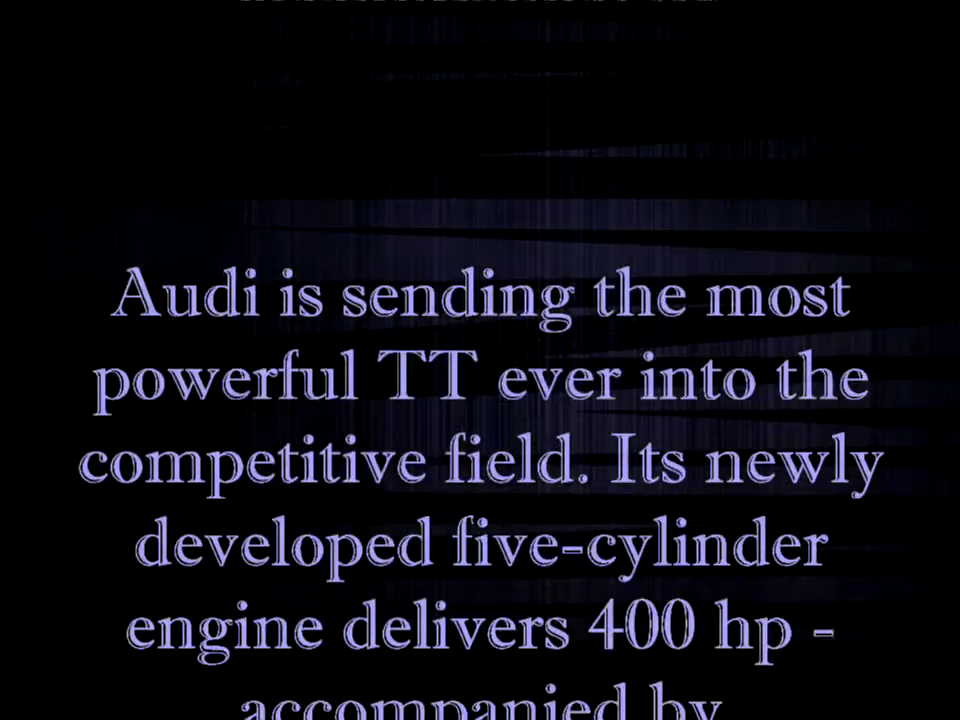 Audi is sending the most
powerful TT ever into the
competitive field. Its newly
developed five-cylinder
engine delivers 400 hp -
accompanied by